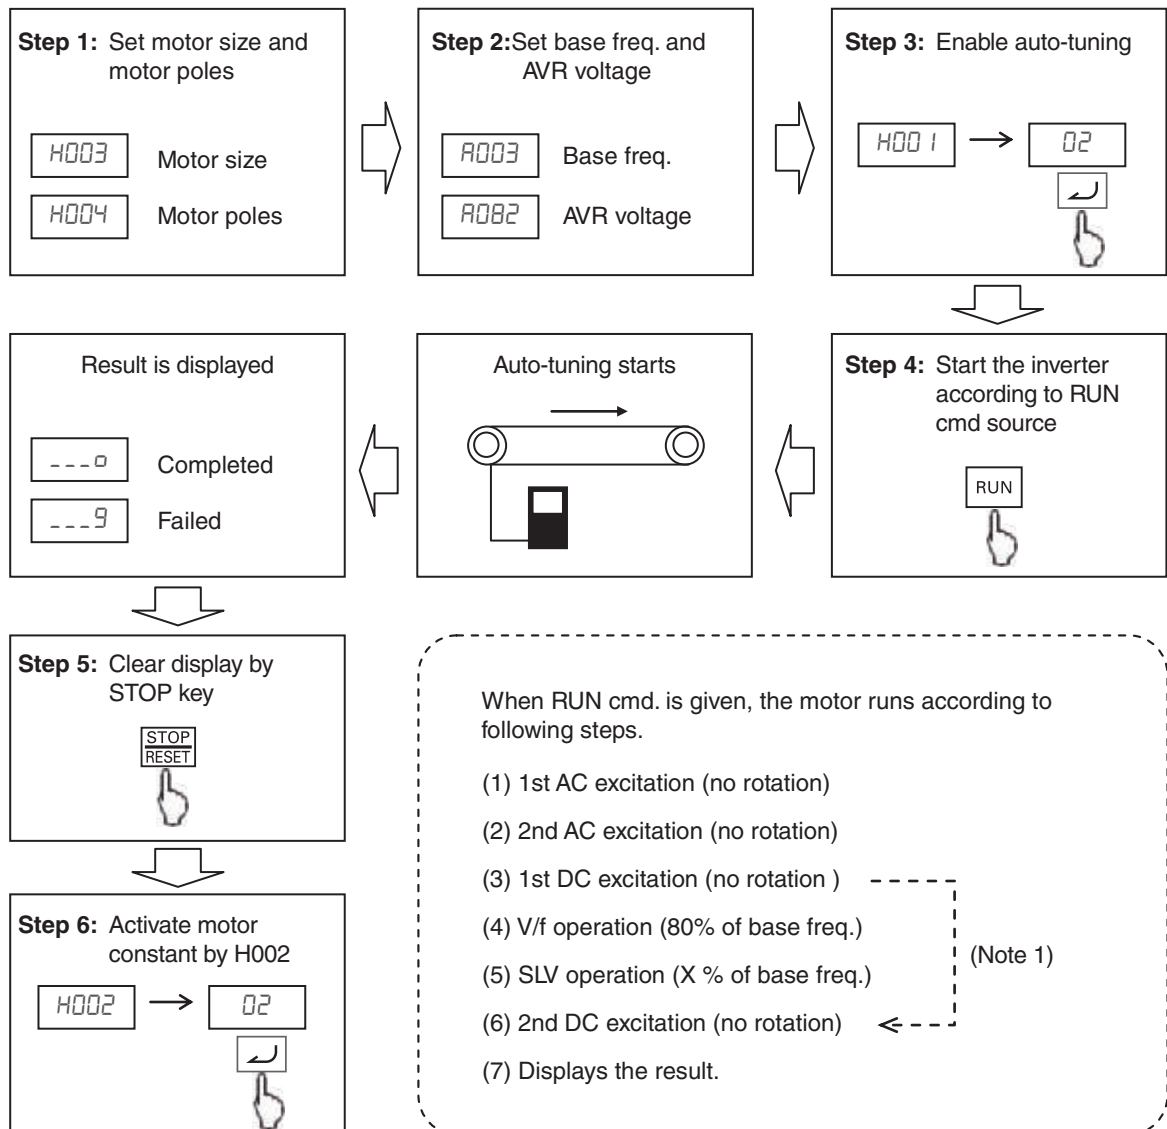 Step 1: Set motor size and
motor poles
H003 Motor size
H004 Motor poles
Step 2:Set base freq. and
AVR voltage
A003 Base freq.
A082 AVR voltage
Step 3: Enable auto-tuning
H001 → 02
Step 4: Start the inverter
according to RUN
cmd source
RUN
Auto-tuning starts
Result is displayed
___o Completed
___9 Failed
Step 5: Clear display by
STOP key
STOP
RESET
Step 6: Activate motor
constant by H002
H002 → 02
When RUN cmd. is given, the motor runs according to
following steps.
(1) 1st AC excitation (no rotation)
(2) 2nd AC excitation (no rotation)
(3) 1st DC excitation (no rotation )
(4) V/f operation (80% of base freq.)
(5) SLV operation (X % of base freq.)
(Note 1)
(6) 2nd DC excitation (no rotation)
(7) Displays the result.